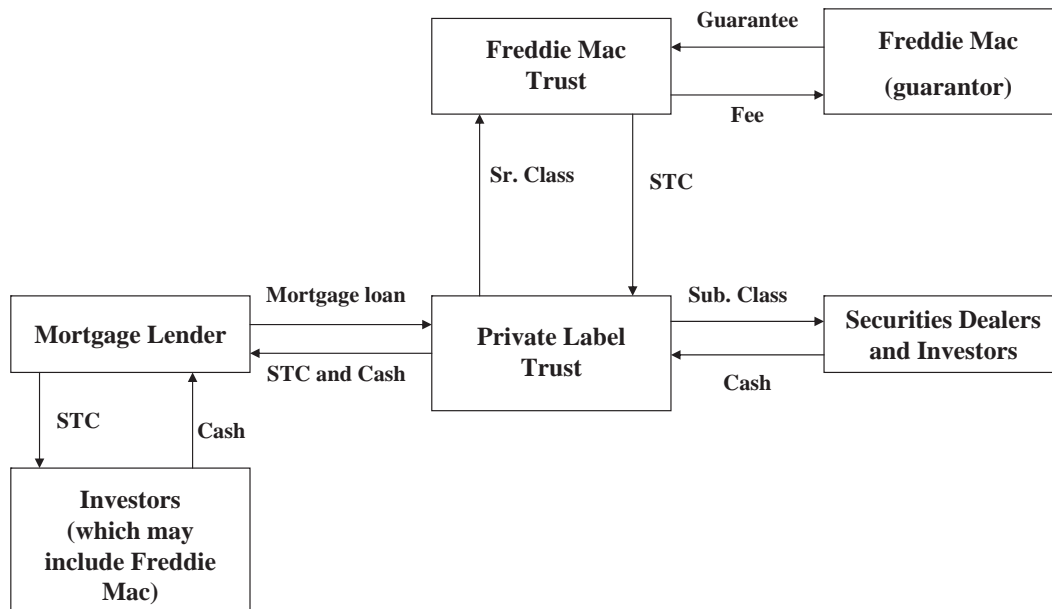 Guarantee
Freddie Mac
Trust
Freddie Mac
(guarantor)
Fee
Sr. Class
STC
Mortgage loan
Sub. Class
Mortgage Lender
Private Label
Trust
Securities Dealers
and Investors
STC and Cash
Cash
STC
Cash
Investors
(which may
include Freddie
Mac)